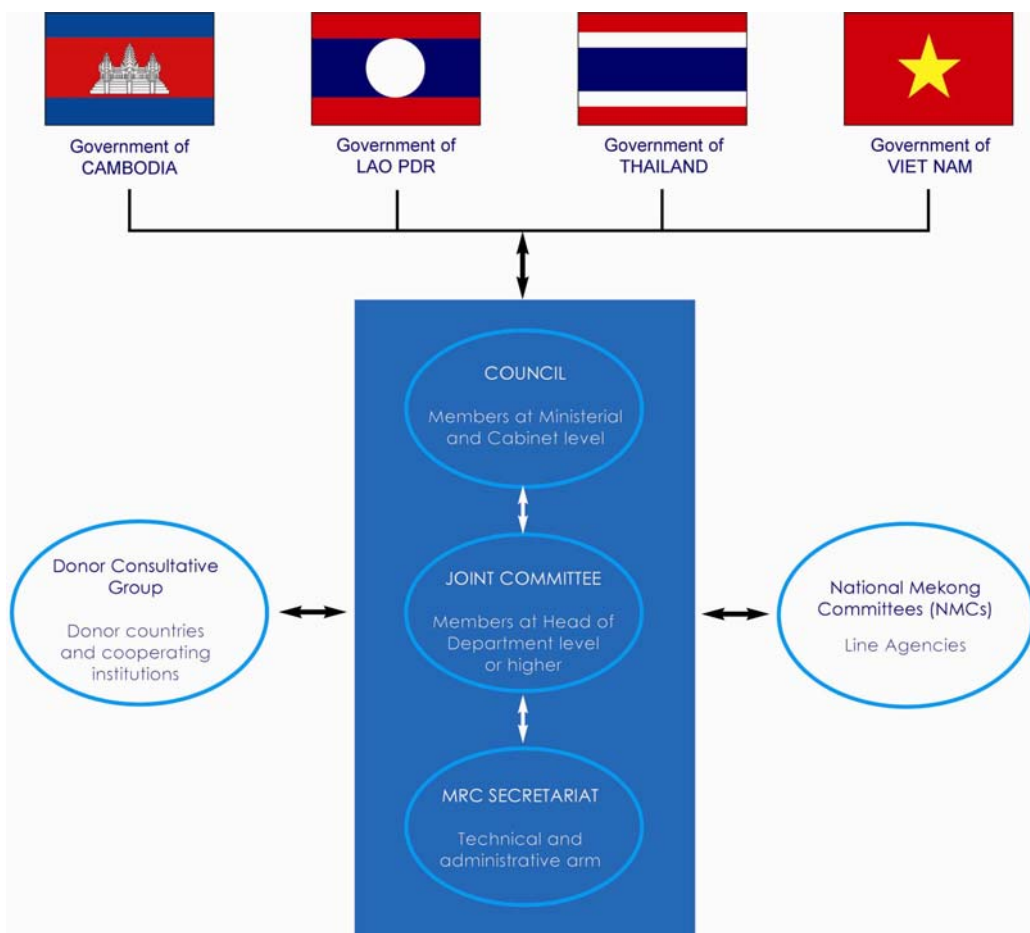 Government of
CAMBODIA
Government of
LAO PDR
Government of
THAILAND
Government of
VIET NAM
COUNCIL
Members at Ministerial
and Cabinet level
Donor Consultative
Group
Donor countries
and cooperating
institutions
JOINT COMMITTEE
Members at Head of
Department level
or higher
National Mekong
Committees (NMCs)
Line Agencies
MRC SECRETARIAT
Technical and
administrative arm